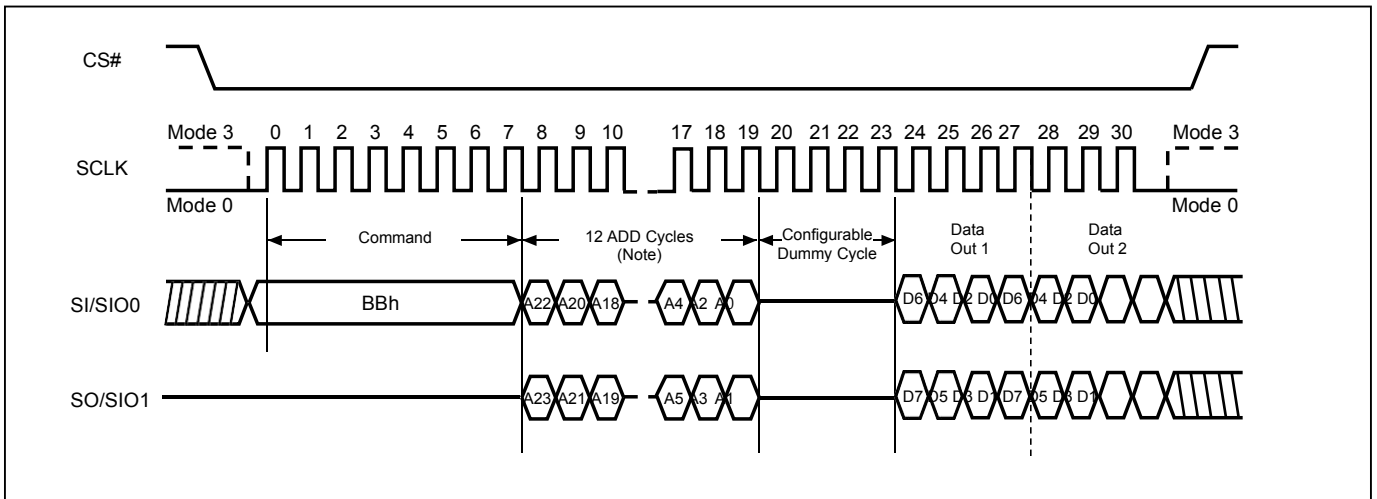 CS#
Mode 3 0 1 2 3 4 5 6 7 8 9 10 17 18 19 20 21 22 23 24 25 26 27 28 29 30 Mode 3
SCLK
Mode 0 Mode 0
Command 12 ADD Cycles (Note) Configurable Dummy Cycle Data Out 1 Data Out 2
SI/SIO0 BBh A22 A20 A18 A4 A2 A0 D6 D4 D2 D0 D6 D4 D2 D0
SO/SIO1 A23 A21 A19 A5 A3 A1 D7 D5 D3 D1 D7 D5 D3 D1